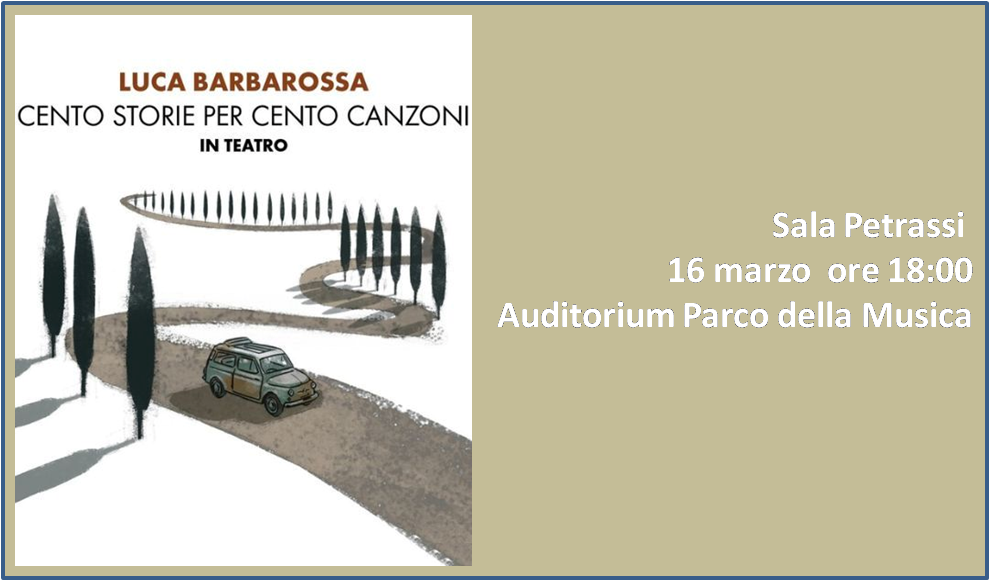 LUCA BARBAROSSA
CENTO STORIE PER CENTO CANZONI
IN TEATRO
Sala Petrassi
16 marzo  ore 18:00
Auditorium Parco della Musica